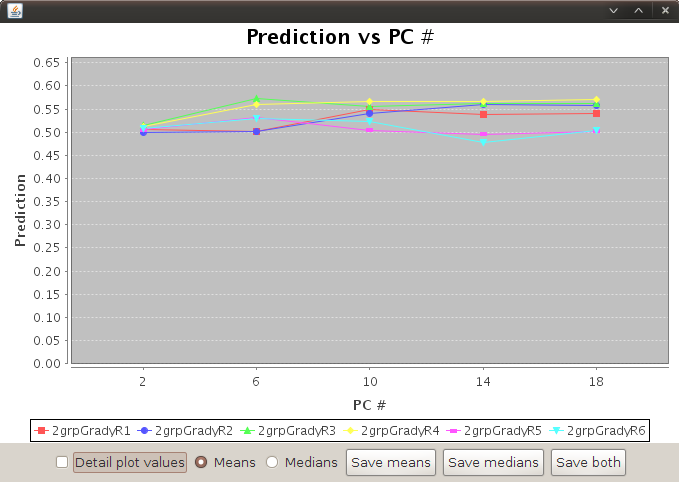 Prediction vs PC #
0.65
0.60
0.55
0.50
0.45
0.40
0.35
0.30
0.25
0.20
0.15
0.10
0.05
0.00
Prediction
2 6 10 14 18
PC #
2grpGradyR1 2grpGradyR2 2grpGradyR3 2grpGradyR4 2grpGradyR5 2grpGradyR6
Detail plot values Means Medians Save means Save medians Save both